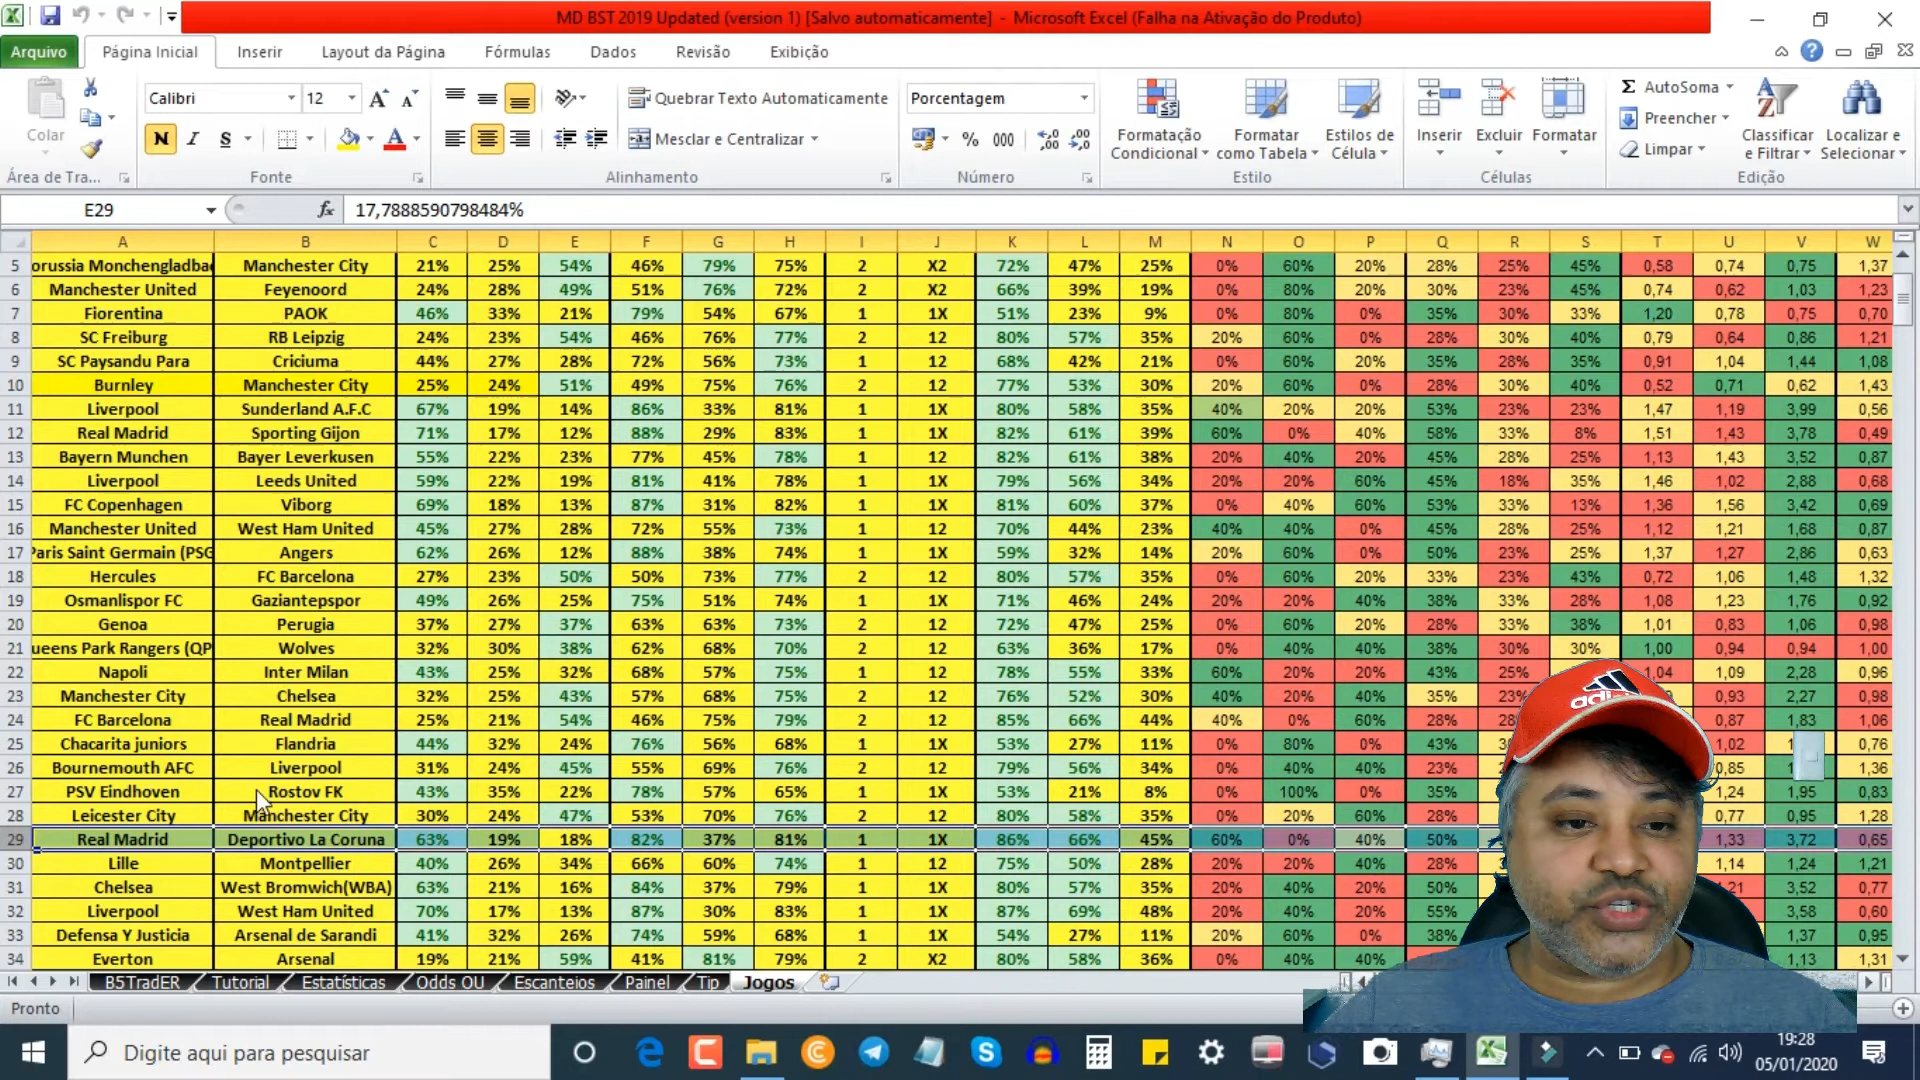 MD BST 2019 Updated (version 1) [Salvo automaticamente] - Microsoft Excel (Falha na Ativação do Produto)
Arquivo Página Inicial Inserir Layout da Página Fórmulas Dados Revisão Exibição
Colar Calibri 12 Quebrar Texto Automaticamente Porcentagem AutoSoma
N I S Mesclar e Centralizar % 000 Preencher
Formatação Condicional Formatar como Tabela Estilos de Célula Inserir Excluir Formatar Limpar Classificar e Filtrar Localizar e Selecionar
Área de Tra... Fonte Alinhamento Número Estilo Células Edição
E29 fx 17,7888590798484%
A B C D E F G H I J K L M N O P Q R S T U V W
5 orussia Monchengladba Manchester City 21% 25% 54% 46% 79% 75% 2 X2 72% 47% 25% 0% 60% 20% 28% 25% 45% 0,58 0,74 0,75 1,37
6 Manchester United Feyenoord 24% 28% 49% 51% 76% 72% 2 X2 66% 39% 19% 0% 80% 20% 30% 23% 45% 0,74 0,62 1,03 1,23
7 Fiorentina PAOK 46% 33% 21% 79% 54% 67% 1 1X 51% 23% 9% 0% 80% 0% 35% 30% 33% 1,20 0,78 0,75 0,70
8 SC Freiburg RB Leipzig 24% 23% 54% 46% 76% 77% 2 12 80% 57% 35% 20% 60% 0% 28% 30% 40% 0,79 0,64 0,86 1,21
9 SC Paysandu Para Criciuma 44% 27% 28% 72% 56% 73% 1 12 68% 42% 21% 0% 60% 20% 35% 28% 35% 0,91 1,04 1,44 1,08
10 Burnley Manchester City 25% 24% 51% 49% 75% 76% 2 12 77% 53% 30% 20% 60% 0% 28% 30% 40% 0,52 0,71 0,62 1,43
11 Liverpool Sunderland A.F.C 67% 19% 14% 86% 33% 81% 1 1X 80% 58% 35% 40% 20% 20% 53% 23% 23% 1,47 1,19 3,99 0,56
12 Real Madrid Sporting Gijon 71% 17% 12% 88% 29% 83% 1 1X 82% 61% 39% 60% 0% 40% 58% 33% 8% 1,51 1,43 3,78 0,49
13 Bayern Munchen Bayer Leverkusen 55% 22% 23% 77% 45% 78% 1 1X 82% 61% 38% 20% 40% 20% 45% 28% 25% 1,13 1,43 3,52 0,87
14 Liverpool Leeds United 59% 22% 19% 81% 41% 78% 1 1X 79% 56% 34% 20% 20% 60% 45% 18% 35% 1,46 1,02 2,88 0,68
15 FC Copenhagen Viborg 69% 18% 13% 87% 31% 82% 1 1X 81% 60% 37% 0% 40% 60% 53% 33% 13% 1,36 1,56 3,42 0,69
16 Manchester United West Ham United 45% 27% 28% 72% 55% 73% 1 12 70% 44% 23% 40% 40% 0% 45% 28% 25% 1,12 1,21 1,68 0,87
17 Paris Saint Germain (PSG Angers 62% 26% 12% 88% 38% 74% 1 1X 59% 32% 14% 20% 60% 0% 50% 23% 25% 1,37 1,27 2,86 0,63
18 Hercules FC Barcelona 27% 23% 50% 50% 73% 77% 2 12 80% 57% 35% 0% 60% 20% 33% 23% 43% 0,72 1,06 1,48 1,32
19 Osmanlispor FC Gaziantepspor 49% 26% 25% 75% 51% 74% 1 1X 71% 46% 24% 20% 20% 40% 38% 33% 28% 1,08 1,23 1,76 0,92
20 Genoa Perugia 37% 27% 37% 63% 63% 73% 2 12 72% 47% 25% 0% 60% 20% 28% 33% 38% 1,01 0,83 1,06 0,98
21 ueens Park Rangers (QP Wolves 32% 30% 38% 62% 68% 70% 2 12 63% 36% 17% 0% 40% 40% 38% 30% 30% 1,00 0,94 0,94 1,00
22 Napoli Inter Milan 43% 25% 32% 68% 57% 75% 1 12 78% 55% 33% 60% 20% 20% 43% 25% 1,04 1,09 2,28 0,96
23 Manchester City Chelsea 32% 25% 43% 57% 68% 75% 2 12 76% 52% 30% 40% 20% 40% 35% 23% 0,93 2,27 0,98
24 FC Barcelona Real Madrid 25% 21% 54% 46% 75% 79% 2 12 85% 66% 44% 40% 0% 60% 28% 0,87 1,83 1,06
25 Chacarita juniors Flandria 44% 32% 24% 76% 56% 68% 1 1X 53% 27% 11% 0% 80% 0% 43% 1,02 0,76
26 Bournemouth AFC Liverpool 31% 24% 45% 55% 69% 76% 2 12 79% 56% 34% 0% 40% 40% 23% 0,85 1,36
27 PSV Eindhoven Rostov FK 43% 35% 22% 78% 57% 65% 1 1X 53% 21% 8% 0% 100% 0% 35% 1,24 1,95 0,83
28 Leicester City Manchester City 30% 24% 47% 53% 70% 76% 2 12 80% 58% 35% 0% 20% 60% 28% 0,77 0,95 1,28
29 Real Madrid Deportivo La Coruna 63% 19% 18% 82% 37% 81% 1 1X 86% 66% 45% 60% 0% 40% 50% 1,33 3,72 0,65
30 Lille Montpellier 40% 26% 34% 66% 60% 74% 1 12 75% 50% 28% 20% 20% 40% 28% 1,14 1,24 1,21
31 Chelsea West Bromwich(WBA) 63% 21% 16% 84% 37% 79% 1 1X 80% 57% 35% 20% 40% 20% 50% 1,21 3,52 0,77
32 Liverpool West Ham United 70% 17% 13% 87% 30% 83% 1 1X 87% 69% 48% 20% 40% 20% 55% 3,58 0,60
33 Defensa Y Justicia Arsenal de Sarandi 41% 32% 26% 74% 59% 68% 1 1X 54% 27% 11% 20% 60% 0% 38% 1,37 0,95
34 Everton Arsenal 19% 21% 59% 41% 81% 79% 2 X2 80% 58% 36% 0% 40% 40% 1,13 1,31
B5TradER Tutorial Estatísticas Odds OU Escanteios Painel Tip Jogos
Pronto
adidas
Digite aqui para pesquisar
19:28
05/01/2020